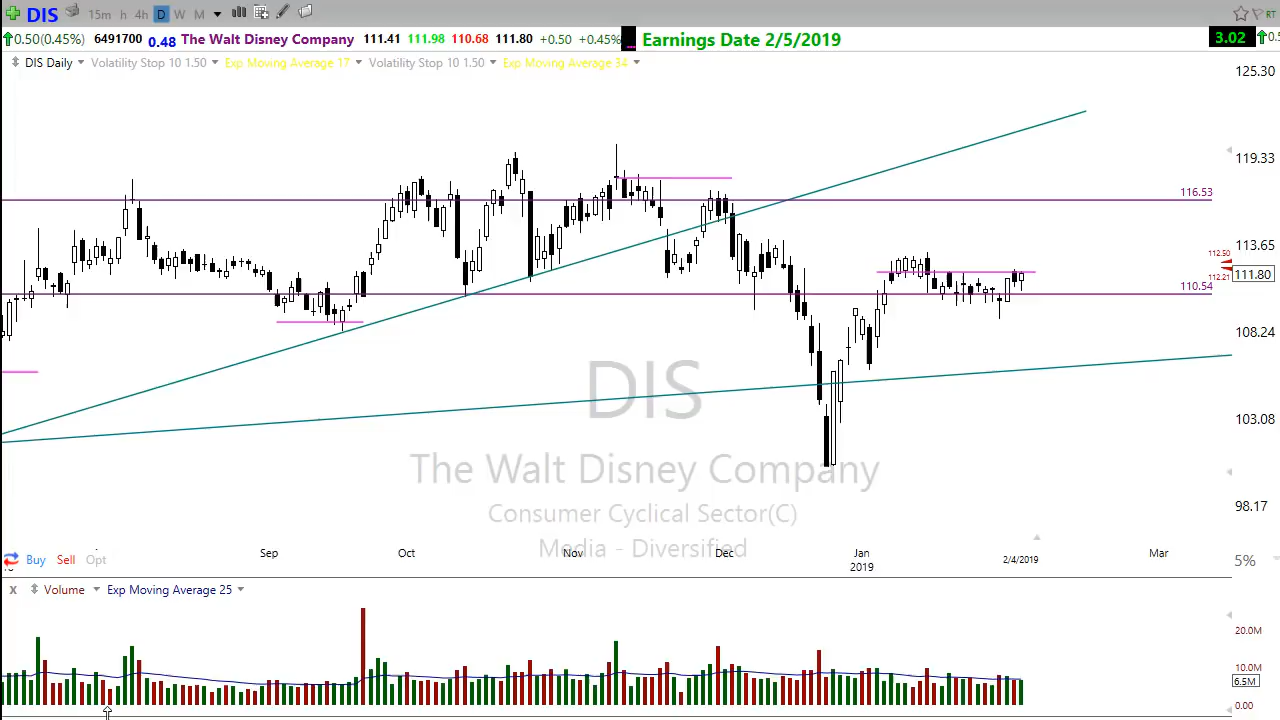 DIS 15m h 4h D W M RT
0.50(0.45%) 6491700 0.48 The Walt Disney Company 111.41 111.98 110.68 111.80 +0.50 +0.45% Earnings Date 2/5/2019 3.02
DIS Daily Volatility Stop 10 1.50 Exp Moving Average 17 Volatility Stop 10 1.50 Exp Moving Average 34
125.30
119.33
116.53
113.65
112.50
111.80
112.21
110.54
108.24
DIS
103.08
The Walt Disney Company
98.17
Consumer Cyclical Sector(C)
Media - Diversified
Sep Oct Nov Dec Jan 2/4/2019 Mar
2019
Buy Sell Opt 5%
x Volume Exp Moving Average 25
20.0M
10.0M
6.5M
0.00